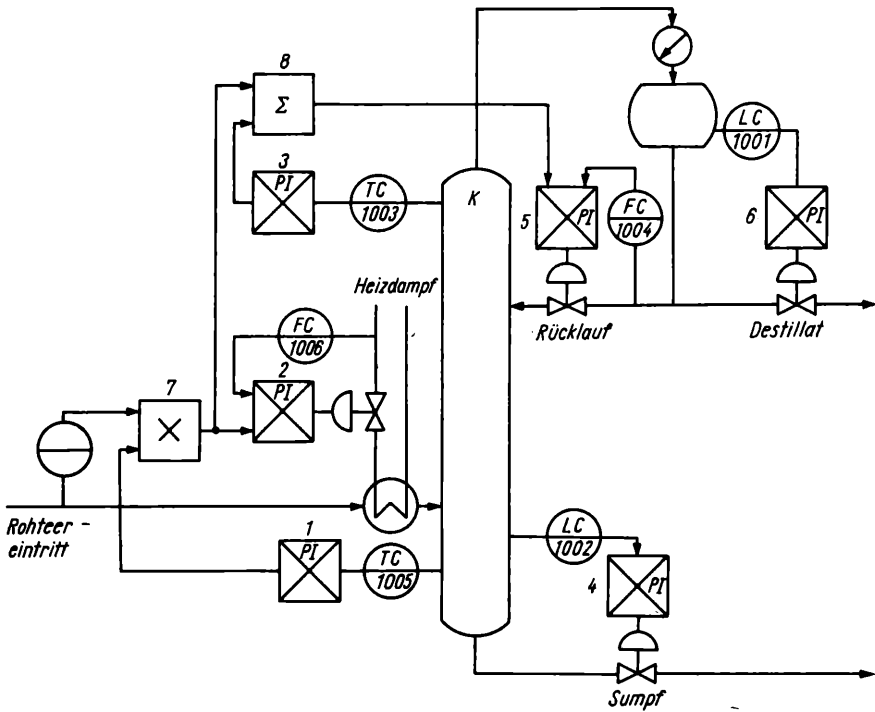 8
Σ
LC
1001
3
PI
TC
1003
K
5
PI
FC
1004
6
PI
Heizdampf
Rücklauf
Destillat
FC
1006
7
×
2
PI
Rohteer-
eintritt
1
PI
TC
1005
LC
1002
4
PI
Sumpf